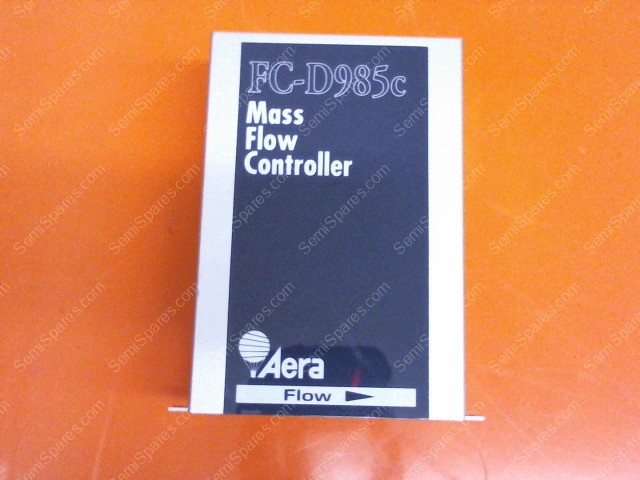 FC-D985c
Mass
Flow
Controller
Aera
Flow
SemiSpares.com